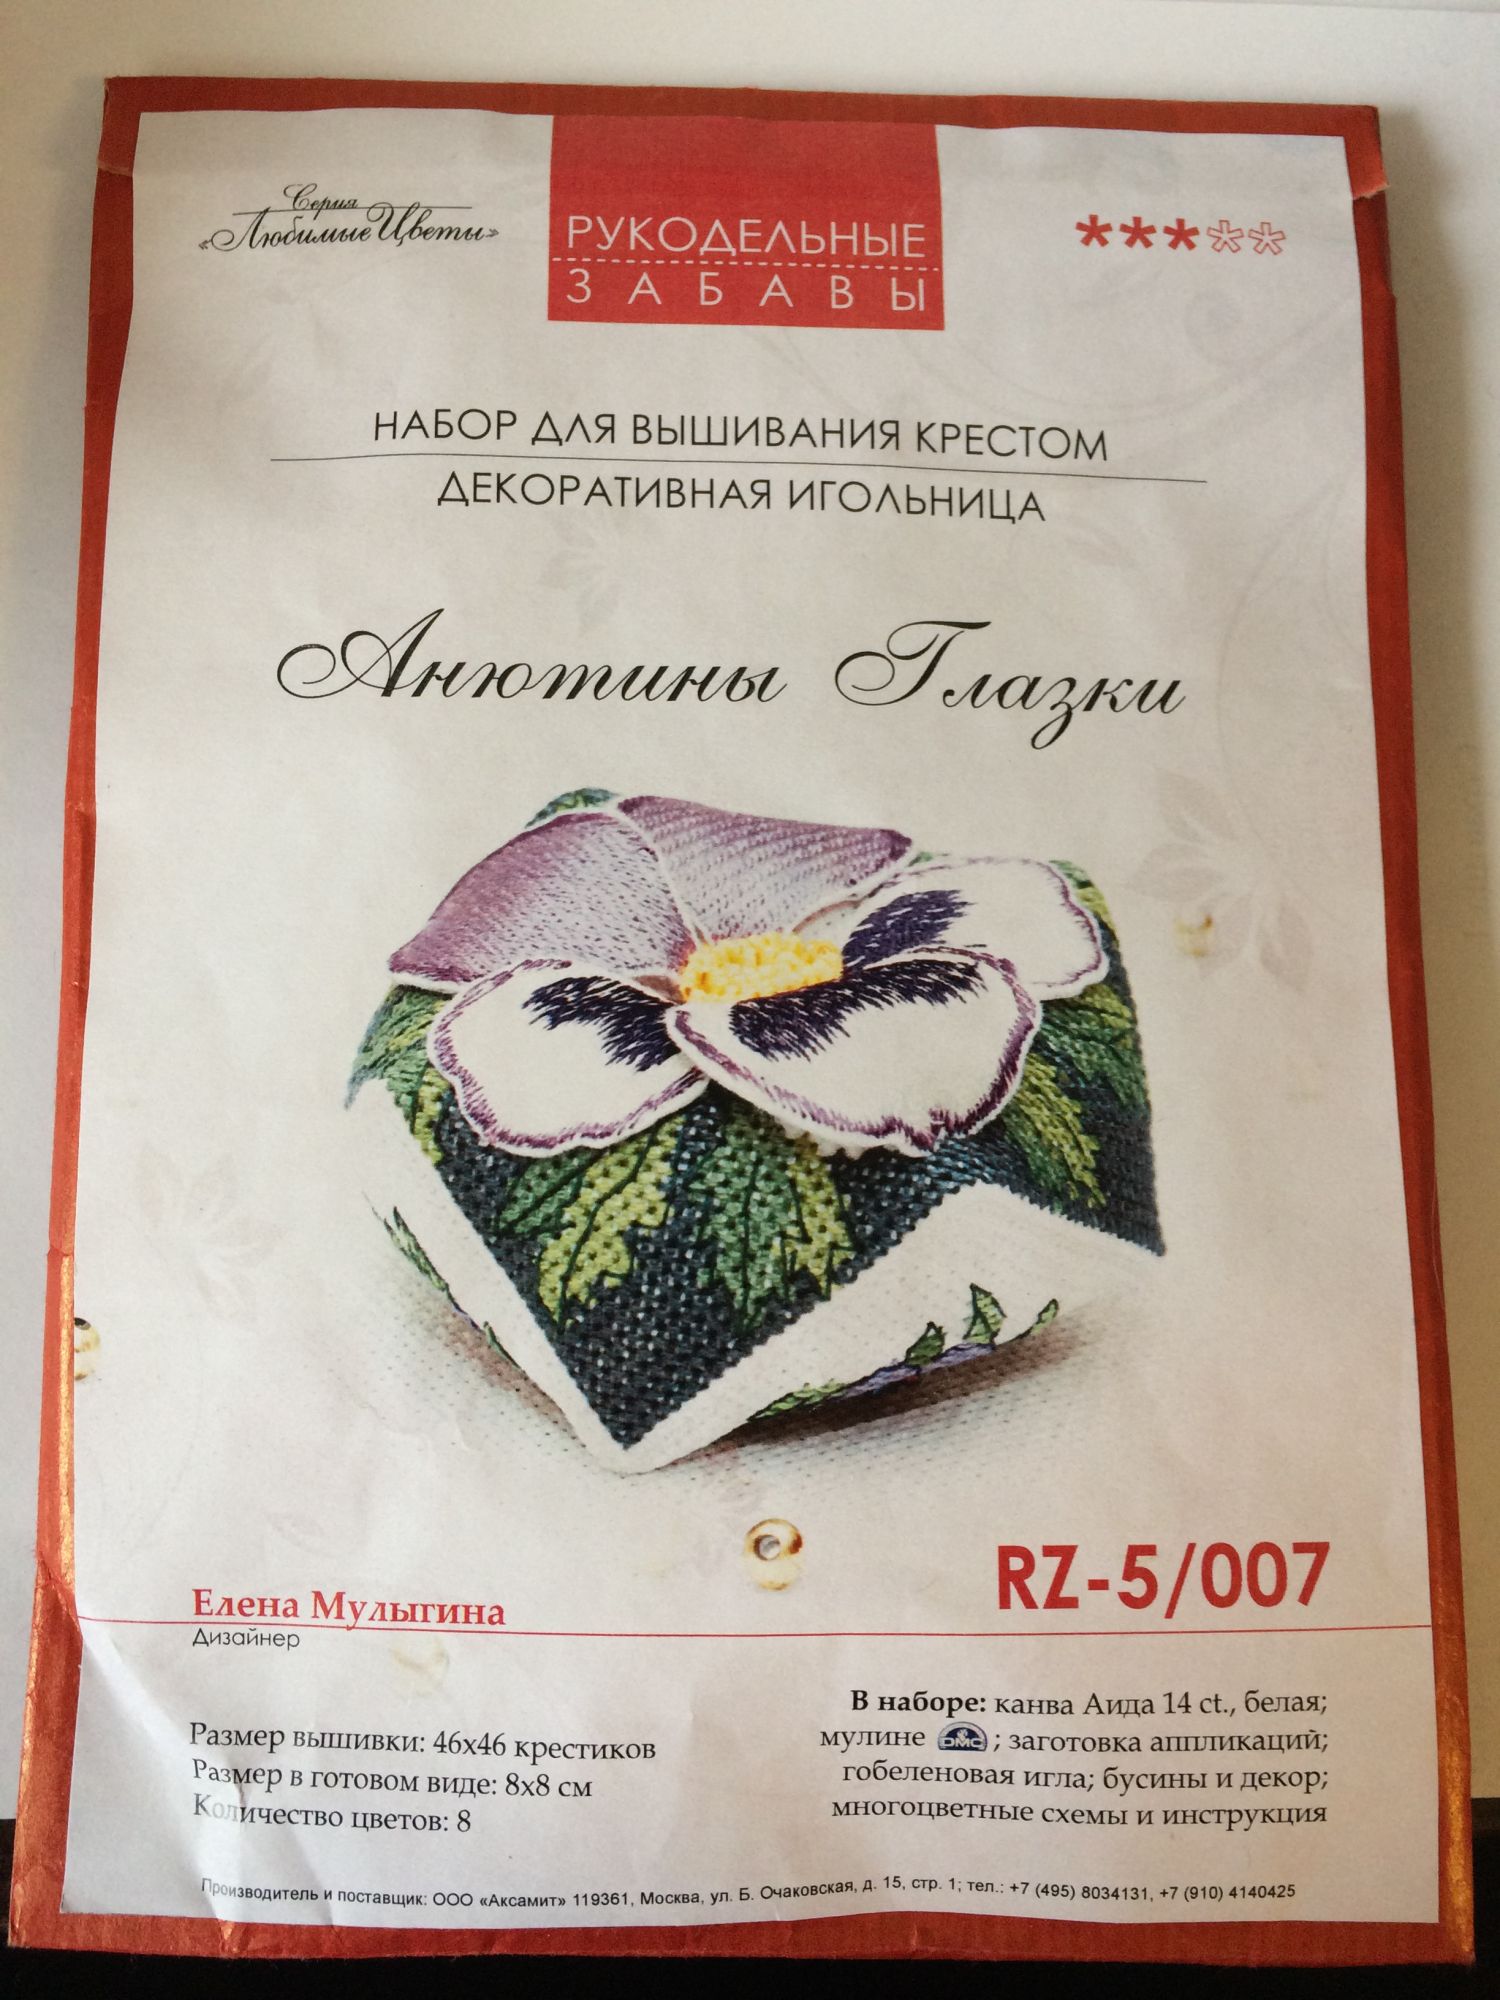 Серия
«Любимые Цветы»
РУКОДЕЛЬНЫЕ
ЗАБАВЫ
НАБОР ДЛЯ ВЫШИВАНИЯ КРЕСТОМ
ДЕКОРАТИВНАЯ ИГОЛЬНИЦА
Анютины Глазки
RZ-5/007
Елена Мулыгина
Дизайнер
Размер вышивки: 46х46 крестиков
Размер в готовом виде: 8х8 см
Количество цветов: 8
В наборе: канва Аида 14 ct., белая;
мулине DMC ; заготовка аппликаций;
гобеленовая игла; бусины и декор;
многоцветные схемы и инструкция
Производитель и поставщик: ООО «Аксамит» 119361, Москва, ул. Б. Очаковская, д. 15, стр. 1; тел.: +7 (495) 8034131, +7 (910) 4140425